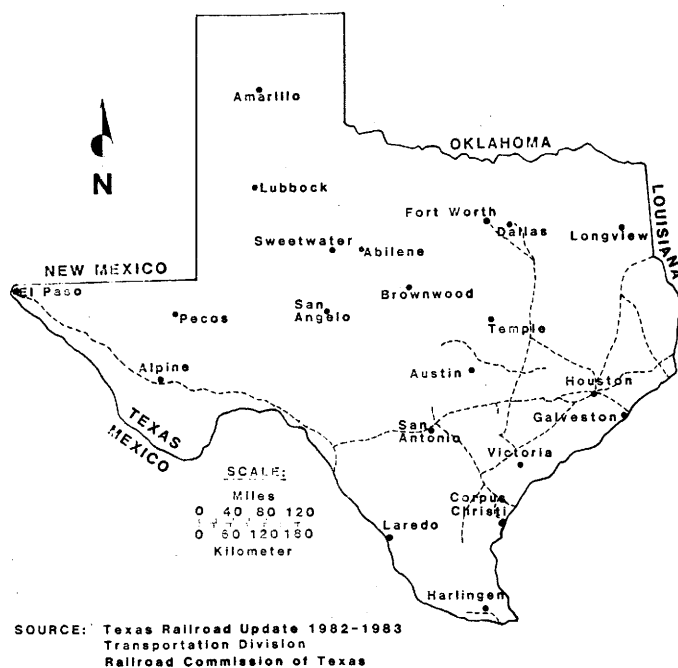 Amarillo
OKLAHOMA
N
Lubbock
LOUISIANA
Fort Worth
Dallas
Longview
Sweetwater
Abilene
NEW MEXICO
El Paso
Brownwood
San
Angelo
Pecos
Temple
Alpine
Austin
Houston
TEXAS
MEXICO
San
Antonio
Galveston
Victoria
SCALE:
Miles
0 40 80 120
0 60 120 180
Kilometer
Corpus
Christi
Laredo
Harlingen
SOURCE: Texas Railroad Update 1982-1983
Transportation Division
Railroad Commission of Texas